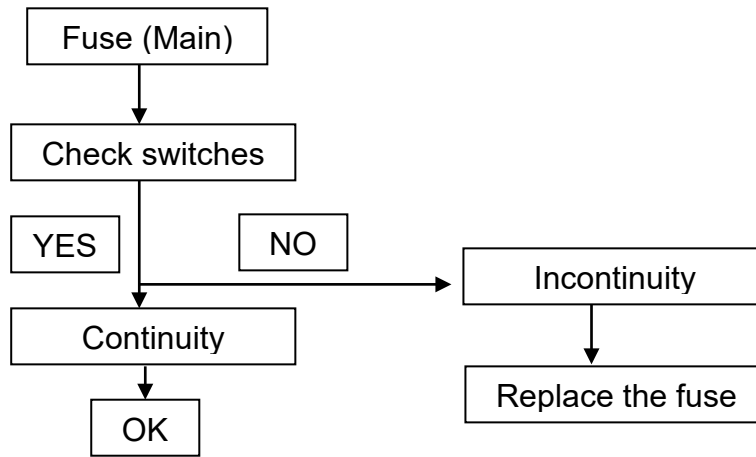 Fuse (Main)
Check switches
YES
NO
Incontinuity
Continuity
Replace the fuse
OK